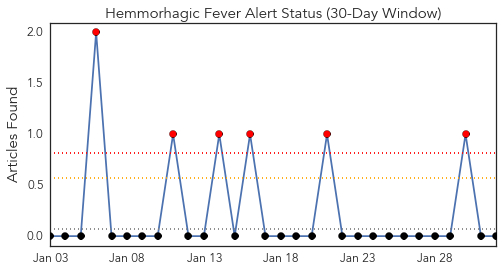 Hemmorhagic Fever Alert Status (30-Day Window)
2.0
1.5
1.0
0.5
0.0
Articles Found
Jan 03 Jan 08 Jan 13 Jan 18 Jan 23 Jan 28